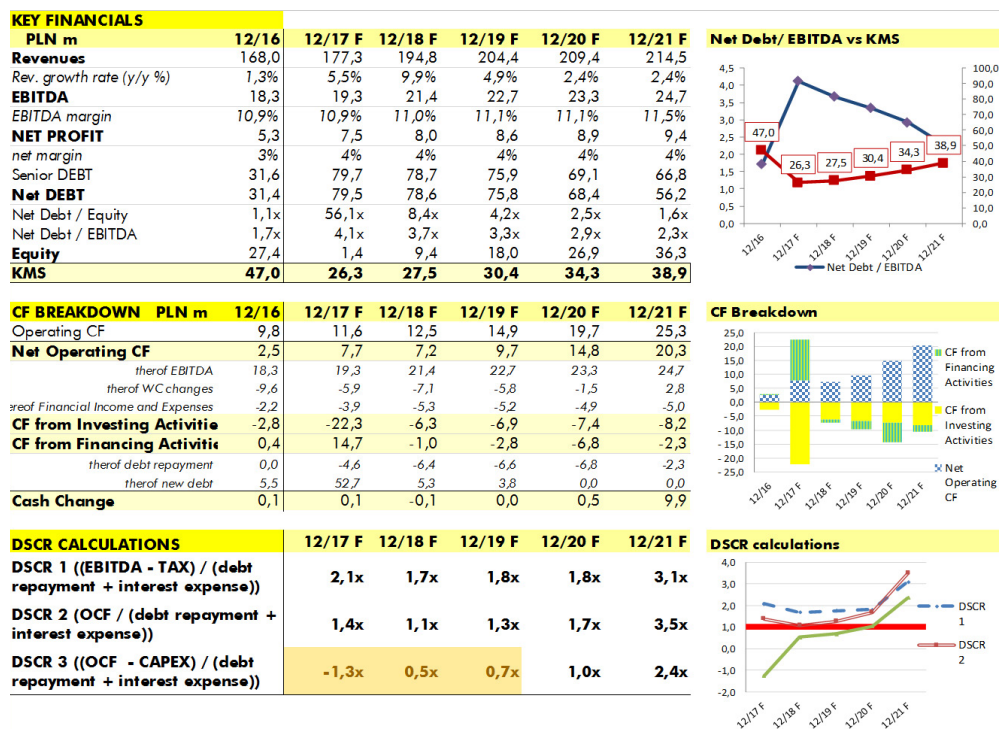 KEY FINANCIALS
PLN m 12/16 12/17 F 12/18 F 12/19 F 12/20 F 12/21 F
Revenues 168,0 177,3 194,8 204,4 209,4 214,5
Rev. growth rate (y/y %) 1,3% 5,5% 9,9% 4,9% 2,4% 2,4%
EBITDA 18,3 19,3 21,4 22,7 23,3 24,7
EBITDA margin 10,9% 10,9% 11,0% 11,1% 11,1% 11,5%
NET PROFIT 5,3 7,5 8,0 8,6 8,9 9,4
net margin 3% 4% 4% 4% 4% 4%
Senior DEBT 31,6 79,7 78,7 75,9 69,1 66,8
Net DEBT 31,4 79,5 78,6 75,8 68,4 56,2
Net Debt / Equity 1,1x 56,1x 8,4x 4,2x 2,5x 1,6x
Net Debt / EBITDA 1,7x 4,1x 3,7x 3,3x 2,9x 2,3x
Equity 27,4 1,4 9,4 18,0 26,9 36,3
KMS 47,0 26,3 27,5 30,4 34,3 38,9
Net Debt/ EBITDA vs KMS
4,5 100,0
4,0 90,0
3,5 80,0
3,0 70,0
2,5 60,0
2,0 50,0
1,5 40,0
1,0 30,0
0,5 20,0
0,0 10,0
0,0
47,0 26,3 27,5 30,4 34,3 38,9
12/16 12/17 F 12/18 F 12/19 F 12/20 F 12/21 F
Net Debt / EBITDA
CF BREAKDOWN PLN m 12/16 12/17 F 12/18 F 12/19 F 12/20 F 12/21 F
Operating CF 9,8 11,6 12,5 14,9 19,7 25,3
Net Operating CF 2,5 7,7 7,2 9,7 14,8 20,3
therof EBITDA 18,3 19,3 21,4 22,7 23,3 24,7
therof WC changes -9,6 -5,9 -7,1 -5,8 -1,5 2,8
ereof Financial Income and Expenses -2,2 -3,9 -5,3 -5,2 -4,9 -5,0
CF from Investing Activitie -2,8 -22,3 -6,3 -6,9 -7,4 -8,2
CF from Financing Activitie 0,4 14,7 -1,0 -2,8 -6,8 -2,3
therof debt repayment 0,0 -4,6 -6,4 -6,6 -6,8 -2,3
therof new debt 5,5 52,7 5,3 3,8 0,0 0,0
Cash Change 0,1 0,1 -0,1 0,0 0,5 9,9
CF Breakdown
25,0
20,0
15,0
10,0
5,0
0,0
- 5,0
- 10,0
- 15,0
- 20,0
- 25,0
12/16 12/17 F 12/18 F 12/19 F 12/20 F 12/21 F
CF from
Financing
Activities
CF from
Investing
Activities
Net
Operating
CF
DSCR CALCULATIONS 12/17 F 12/18 F 12/19 F 12/20 F 12/21 F
DSCR 1 ((EBITDA - TAX) / (debt
repayment + interest expense)) 2,1x 1,7x 1,8x 1,8x 3,1x
DSCR 2 (OCF / (debt repayment +
interest expense)) 1,4x 1,1x 1,3x 1,7x 3,5x
DSCR 3 ((OCF - CAPEX) / (debt
repayment + interest expense)) -1,3x 0,5x 0,7x 1,0x 2,4x
DSCR calculations
4,0
3,0
2,0
1,0
0,0
-1,0
-2,0
12/17 F 12/18 F 12/19 F 12/20 F 12/21 F
DSCR
1
DSCR
2